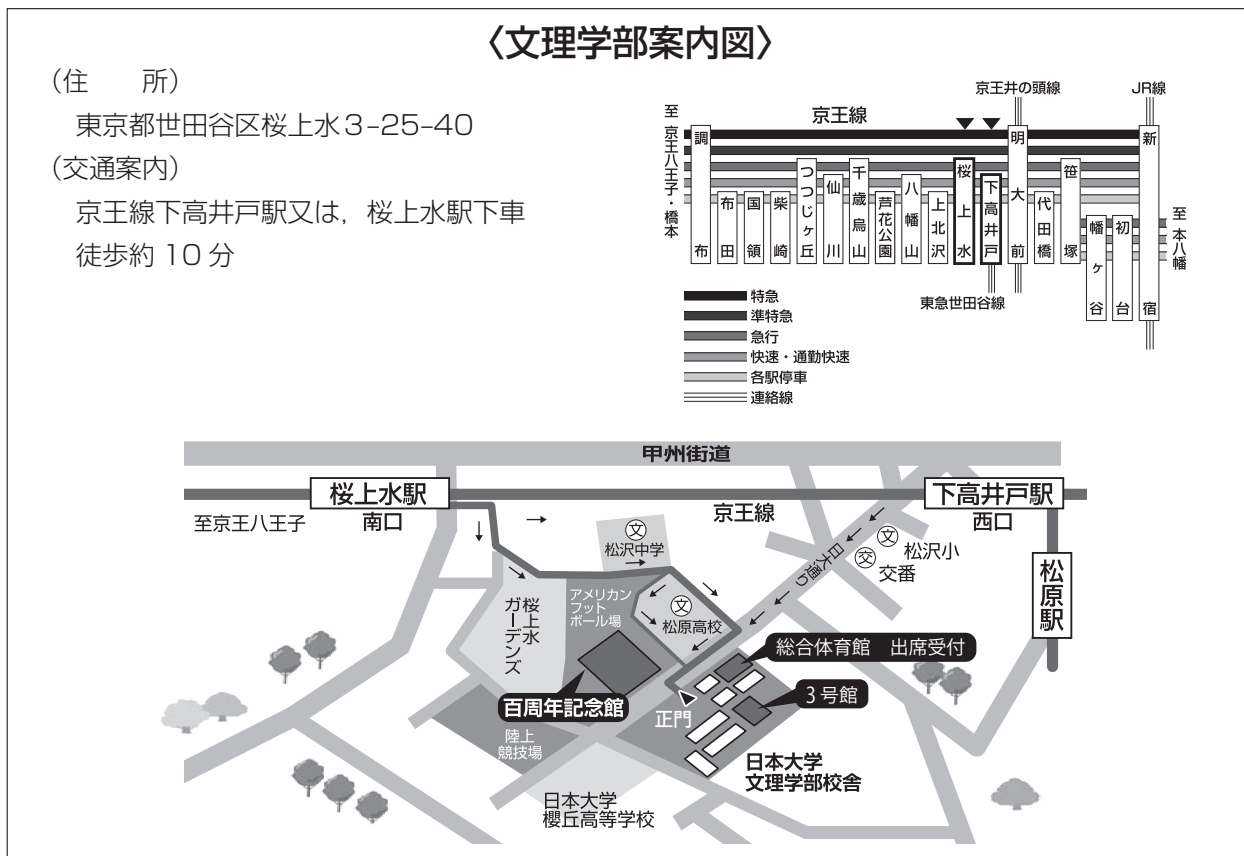 〈文理学部案内図〉
(住　　所)
東京都世田谷区桜上水3-25-40
(交通案内)
京王線下高井戸駅又は，桜上水駅下車
徒歩約10分
京王井の頭線
JR線
京王線
至京王八王子・橋本
調布
布田
国領
柴崎
つつじヶ丘
仙川
千歳烏山
芦花公園
八幡山
上北沢
桜上水
下高井戸
明大前
代田橋
笹塚
幡ヶ谷
初台
新宿
至本八幡
東急世田谷線
特急
準特急
急行
快速・通勤快速
各駅停車
連絡線
甲州街道
桜上水駅
南口
至京王八王子
京王線
下高井戸駅
西口
文
松沢中学
日大通り
文
松沢小
交
交番
松原駅
桜上水
ガーデンズ
アメリカン
フット
ボール場
文
松原高校
総合体育館　出席受付
3号館
百周年記念館
正門
陸上
競技場
日本大学
文理学部校舎
日本大学
櫻丘高等学校